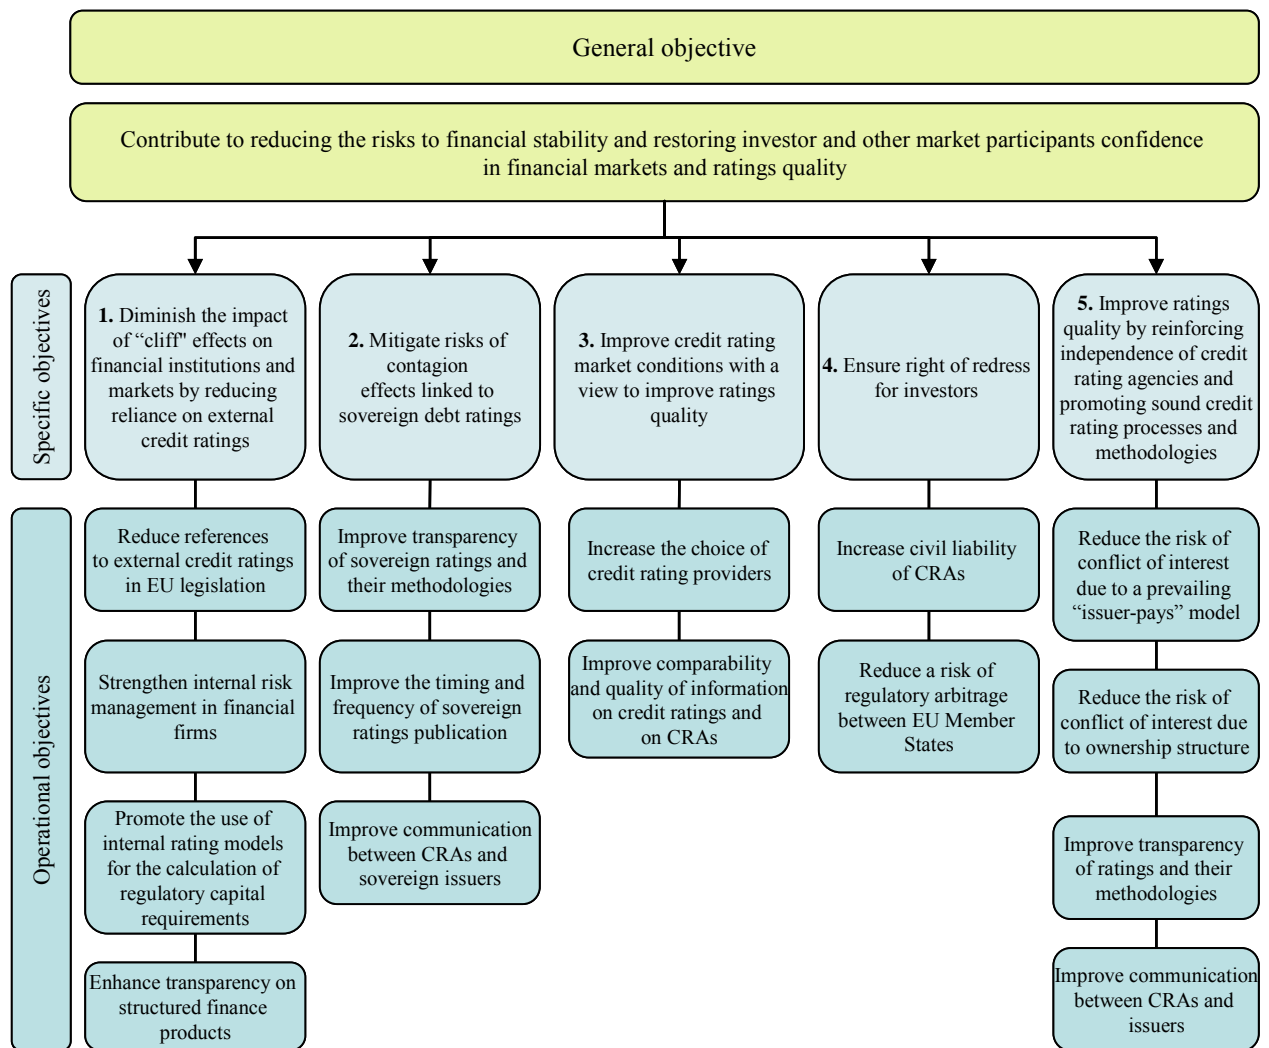 General objective
Contribute to reducing the risks to financial stability and restoring investor and other market participants confidence
in financial markets and ratings quality
Specific objectives
1. Diminish the impact
of “cliff" effects on
financial institutions and
markets by reducing
reliance on external
credit ratings
2. Mitigate risks of
contagion
effects linked to
sovereign debt ratings
3. Improve credit rating
market conditions with a
view to improve ratings
quality
4. Ensure right of redress
for investors
5. Improve ratings
quality by reinforcing
independence of credit
rating agencies and
promoting sound credit
rating processes and
methodologies
Operational objectives
Reduce references
to external credit ratings
in EU legislation
Strengthen internal risk
management in financial
firms
Promote the use of
internal rating models
for the calculation of
regulatory capital
requirements
Enhance transparency on
structured finance
products
Improve transparency
of sovereign ratings and
their methodologies
Improve the timing and
frequency of sovereign
ratings publication
Improve communication
between CRAs and
sovereign issuers
Increase the choice of
credit rating providers
Improve comparability
and quality of information
on credit ratings and
on CRAs
Increase civil liability
of CRAs
Reduce a risk of
regulatory arbitrage
between EU Member
States
Reduce the risk of
conflict of interest
due to a prevailing
“issuer-pays” model
Reduce the risk of
conflict of interest due
to ownership structure
Improve transparency
of ratings and their
methodologies
Improve communication
between CRAs and
issuers